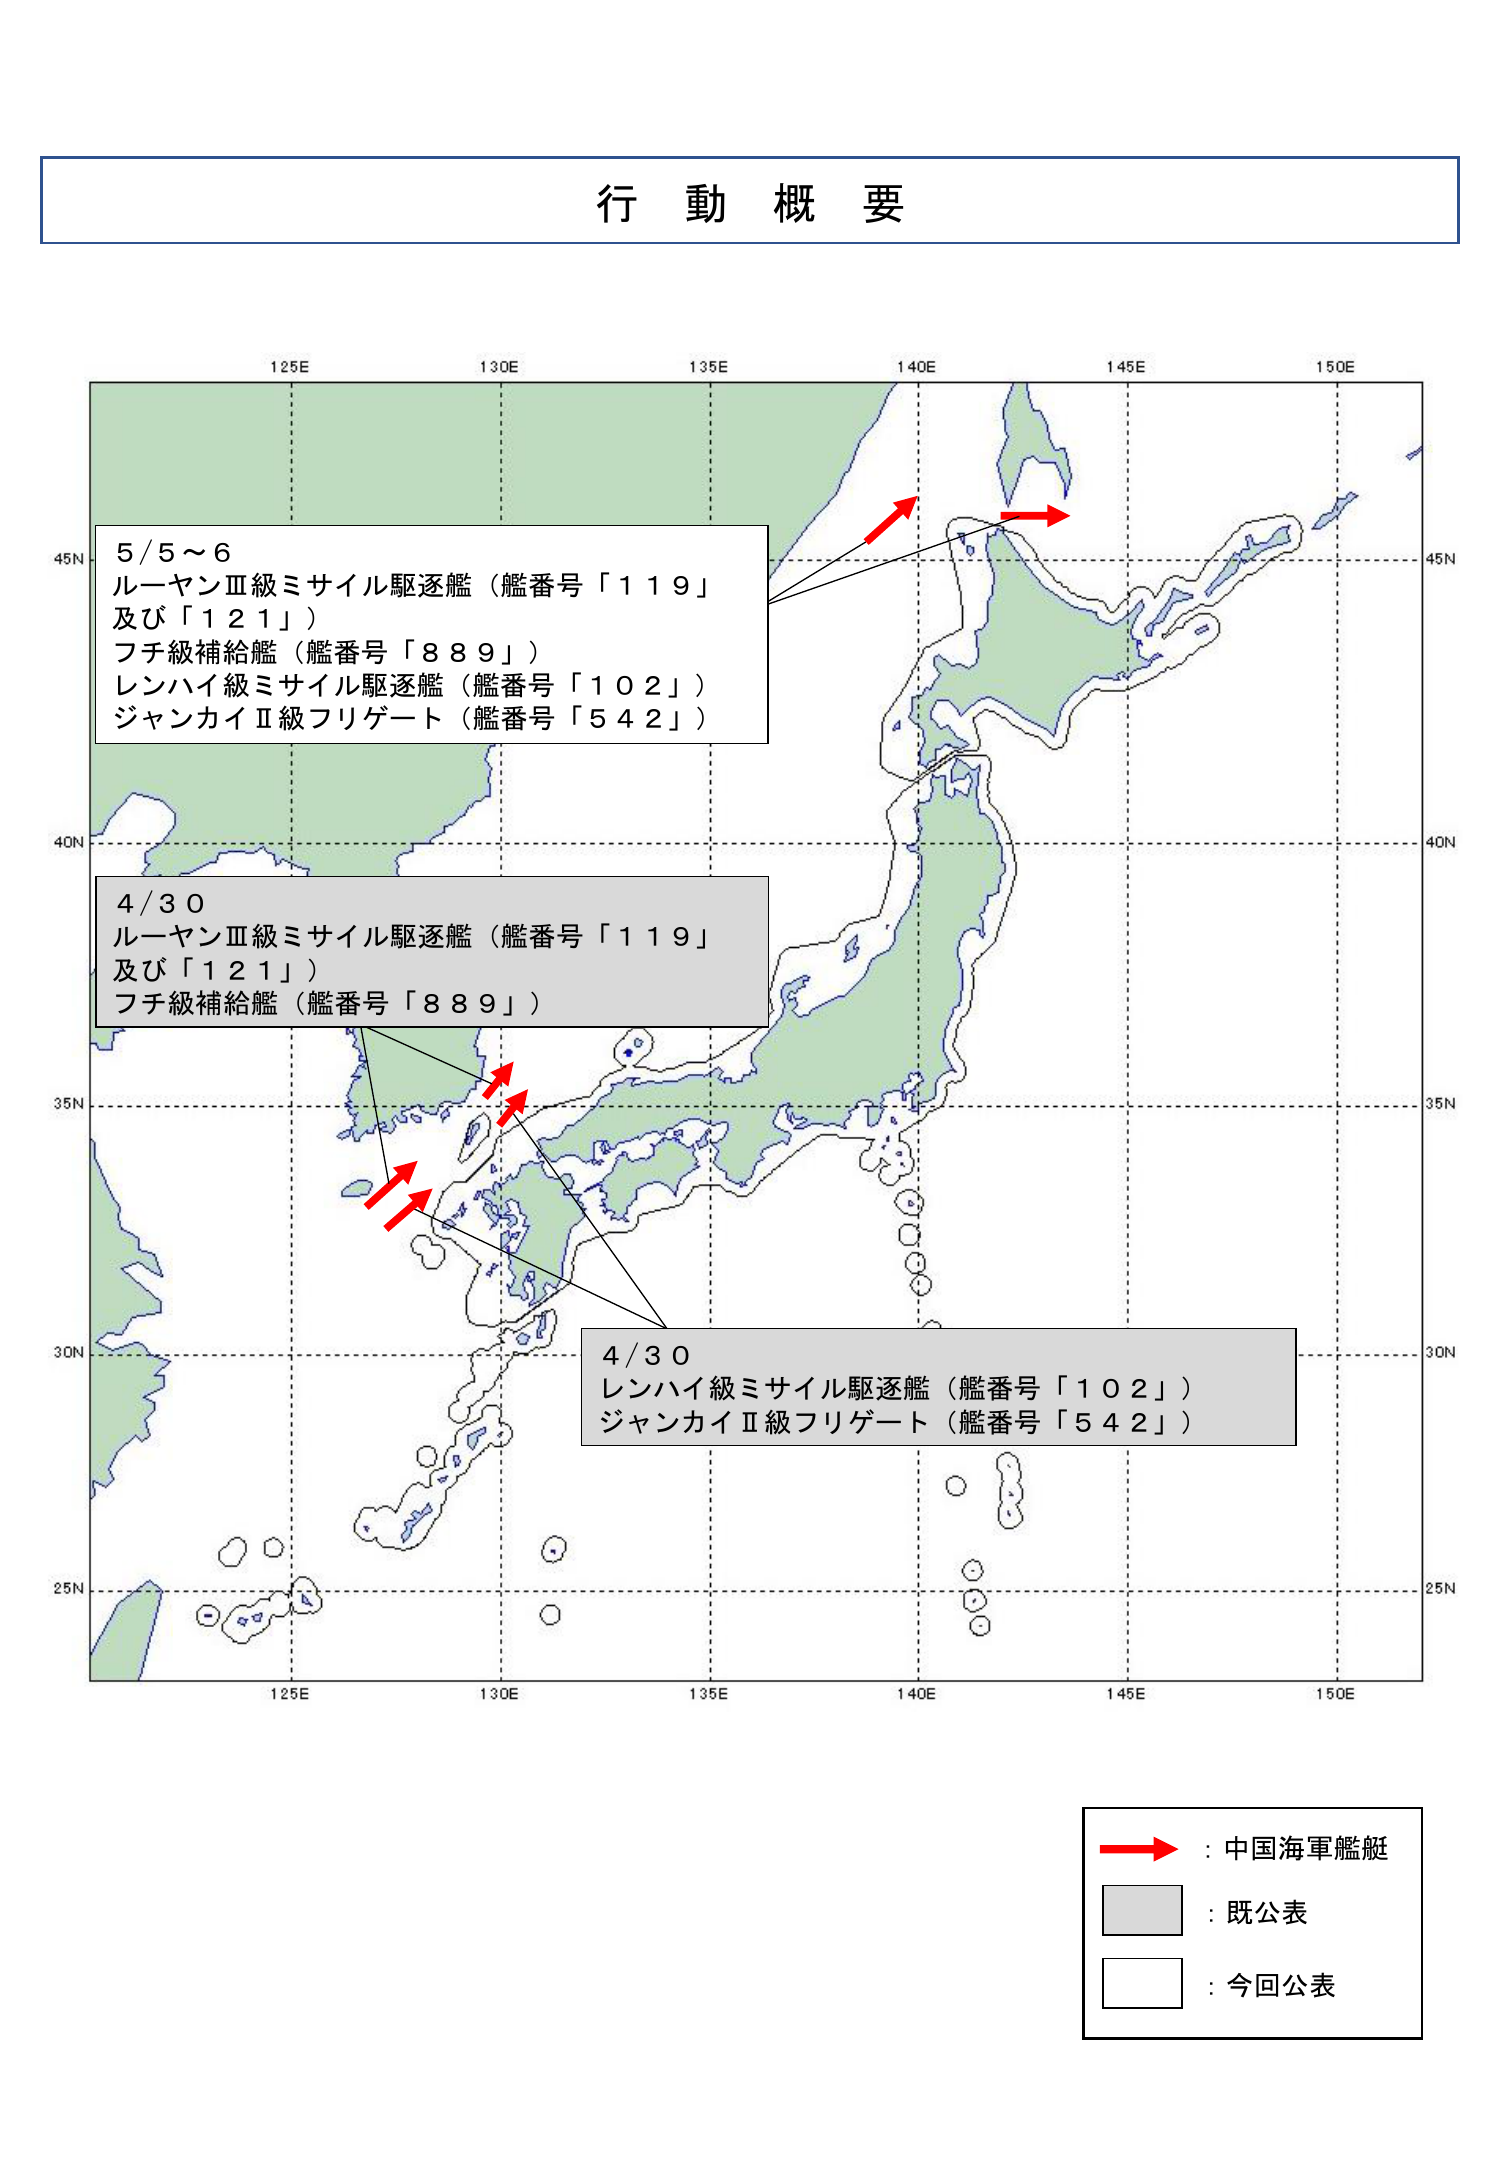 行 動 概 要
125E 130E 135E 140E 145E 150E
5/5～6
ルーヤンⅢ級ミサイル駆逐艦（艦番号「１１９」
及び「１２１」）
フチ級補給艦（艦番号「８８９」）
レンハイ級ミサイル駆逐艦（艦番号「１０２」）
ジャンカイⅡ級フリゲート（艦番号「５４２」）
45N 45N
40N 40N
４/３０
ルーヤンⅢ級ミサイル駆逐艦（艦番号「１１９」
及び「１２１」）
フチ級補給艦（艦番号「８８９」）
35N 35N
４/３０
レンハイ級ミサイル駆逐艦（艦番号「１０２」）
ジャンカイⅡ級フリゲート（艦番号「５４２」）
30N 30N
25N 25N
125E 130E 135E 140E 145E 150E
：中国海軍艦艇
：既公表
：今回公表